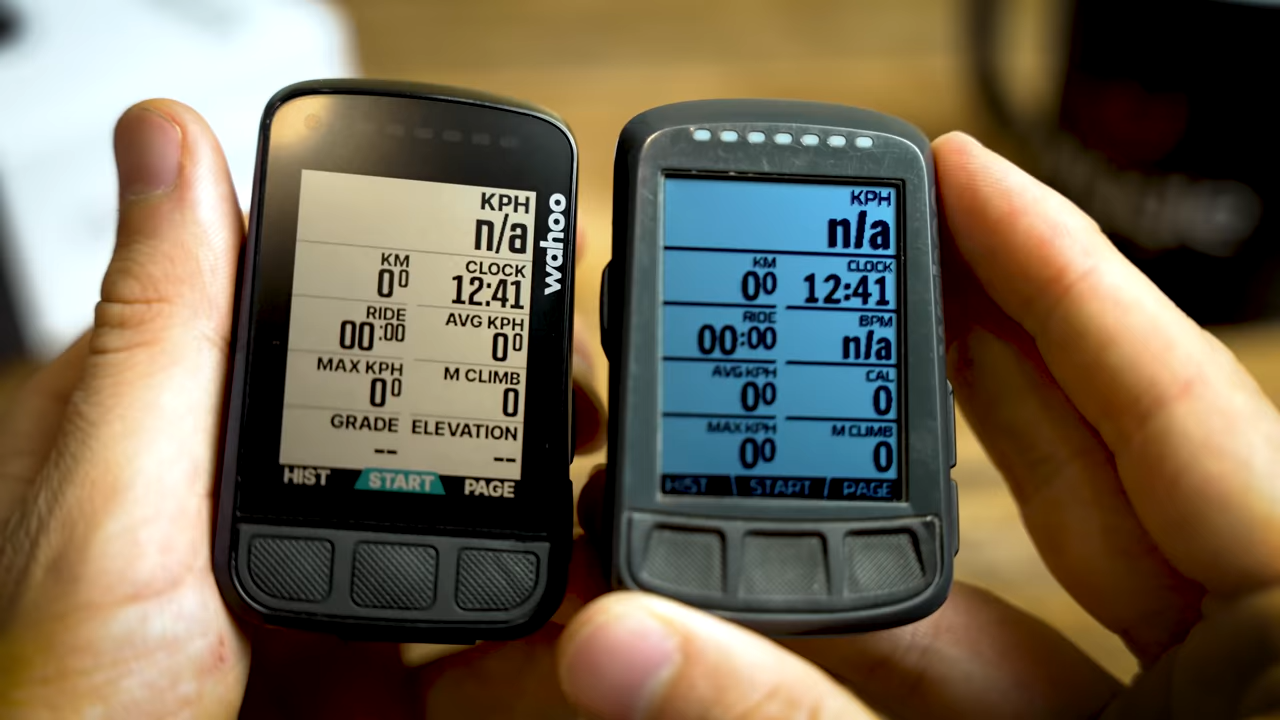 KPH
n/a
KM CLOCK
0⁰ 12:41
RIDE AVG KPH
00:00 0⁰
MAX KPH M CLIMB
0⁰ 0
GRADE ELEVATION
-- --
HIST START PAGE
wahoo
KPH
n/a
KM CLOCK
0⁰ 12:41
RIDE BPM
00:00 n/a
AVG KPH CAL
0⁰ 0
MAX KPH M CLIMB
0⁰ 0
HIST START PAGE